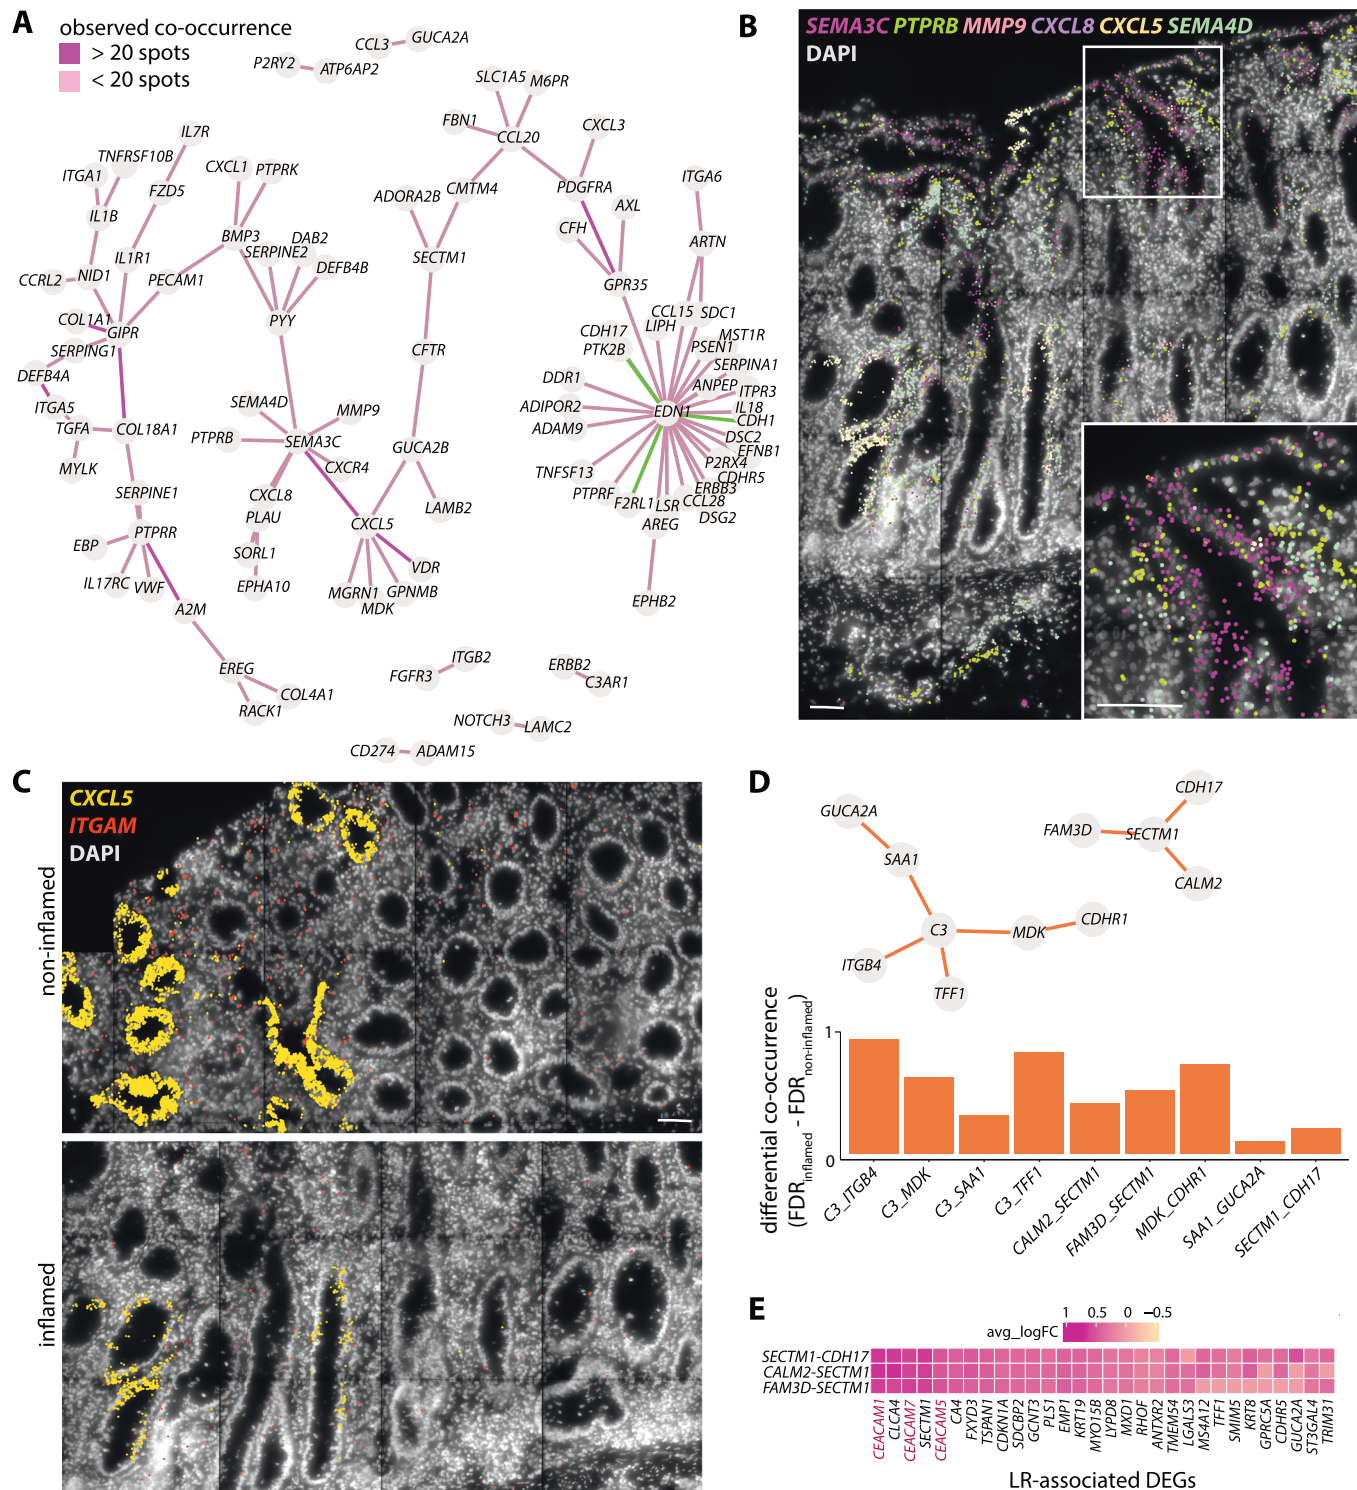 A
observed co-occurrence
> 20 spots
< 20 spots
CCL3
GUCA2A
P2RY2
ATP6AP2
SLC1A5
M6PR
FBN1
CCL20
CXCL3
IL7R
TNFRSF10B
ITGA1
CXCL1
PTPRK
FZD5
IL1B
ADORA2B
CMTM4
PDGFRA
AXL
ITGA6
BMP3
DAB2
SERPINE2
DEFB4B
CFH
ARTN
IL1R1
SECTM1
CCRL2
NID1
PECAM1
GPR35
COL1A1
GIPR
PYY
CCL15
SDC1
LIPH
CDH17
MST1R
SERPING1
CFTR
PTK2B
PSEN1
DEFB4A
SERPINA1
DDR1
ANPEP
ITPR3
ITGA5
SEMA4D
MMP9
ADIPOR2
EDN1
IL18
TGFA
COL18A1
ADAM9
CDH1
PTPRB
SEMA3C
GUCA2B
DSC2
EFNB1
MYLK
CXCR4
TNFSF13
P2RX4
CDHR5
SERPINE1
CXCL8
PTPRF
ERBB3
F2RL1
LSR
CCL28
PLAU
CXCL5
LAMB2
AREG
DSG2
PTPRR
EBP
SORL1
VDR
IL17RC
VWF
EPHA10
MGRN1
GPNMB
MDK
A2M
EPHB2
EREG
ITGB2
FGFR3
ERBB2
C3AR1
COL4A1
RACK1
NOTCH3
LAMC2
CD274
ADAM15
B
SEMA3C PTPRB MMP9 CXCL8 CXCL5 SEMA4D
DAPI
C
CXCL5
ITGAM
DAPI
non-inflamed
inflamed
D
CDH17
GUCA2A
FAM3D
SECTM1
SAA1
CALM2
CDHR1
C3
MDK
ITGB4
TFF1
differential co-occurrence
(FDRinflamed - FDRnon-inflamed)
1
0
C3_ITGB4
C3_MDK
C3_SAA1
C3_TFF1
CALM2_SECTM1
FAM3D_SECTM1
MDK_CDHR1
SAA1_GUCA2A
SECTM1_CDH17
E
1 0.5 0 −0.5
avg_logFC
SECTM1-CDH17
CALM2-SECTM1
FAM3D-SECTM1
CEACAM1
CLCA4
CEACAM7
SECTM1
CEACAM5
CA4
FXYD3
TSPAN1
CDKN1A
SDCBP2
GCNT3
PLS1
EMP1
KRT19
MYO15B
LYPD8
MXD1
RHOF
ANTXR2
TMEM54
LGALS3
MS4A12
TFF1
SMIM5
KRT8
GPRC5A
CDHR5
GUCA2A
ST3GAL4
TRIM31
LR-associated DEGs